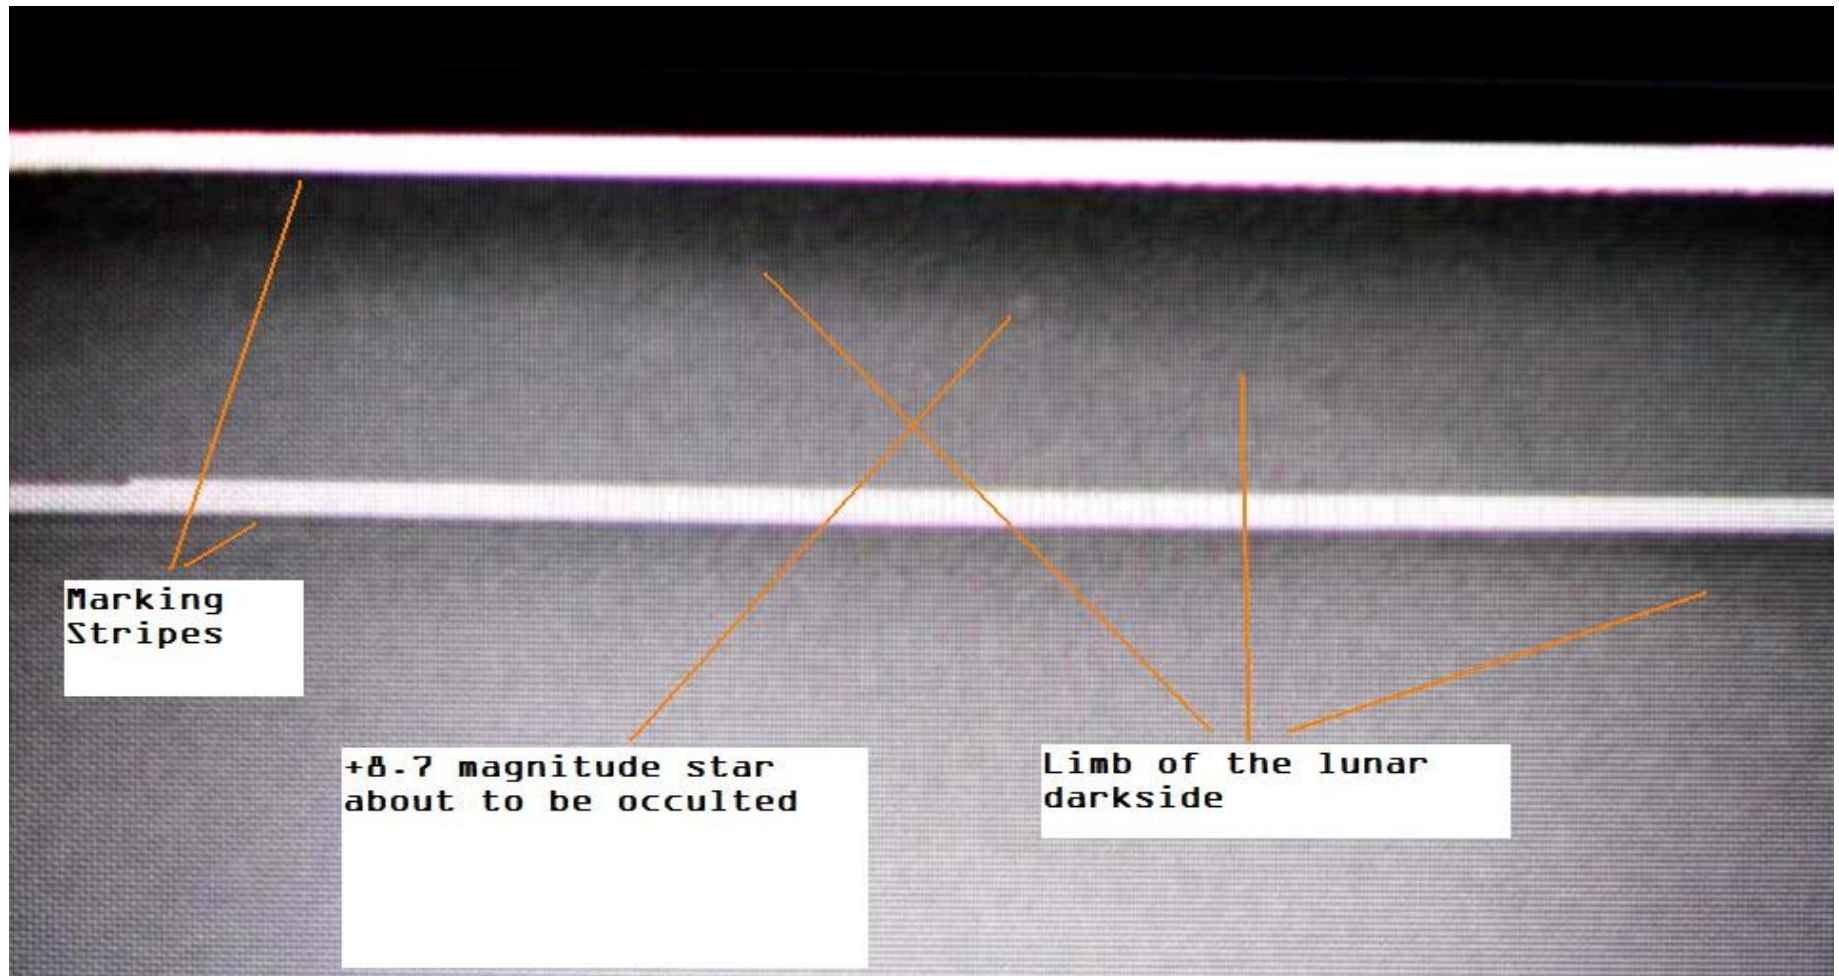 Marking
Stripes
+8.7 magnitude star
about to be occulted
Limb of the lunar
darkside